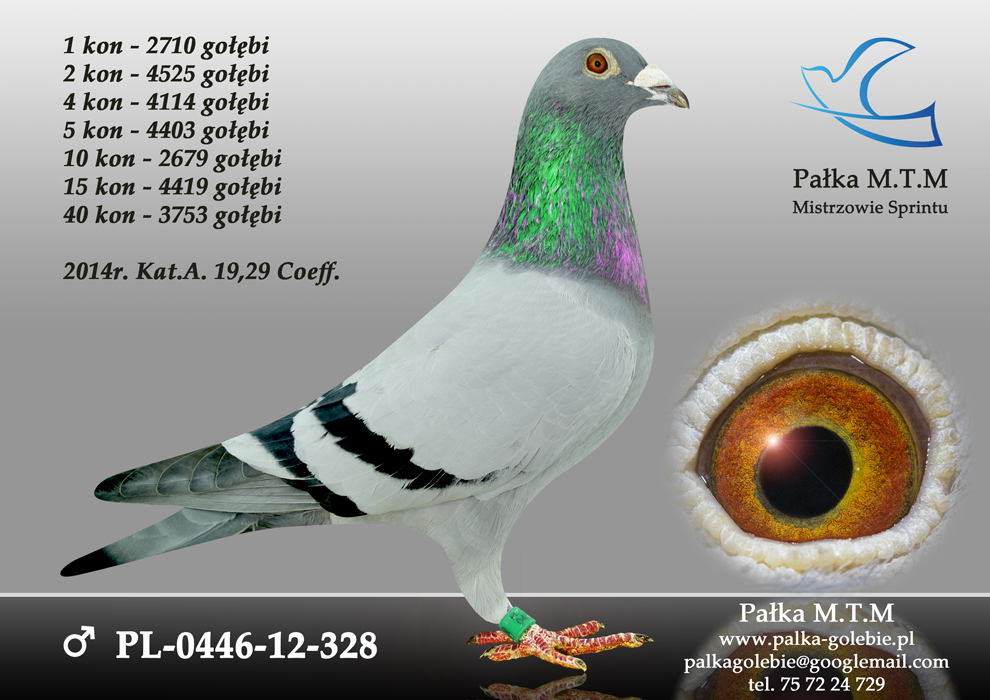 1 kon - 2710 gołębi
2 kon - 4525 gołębi
4 kon - 4114 gołębi
5 kon - 4403 gołębi
10 kon - 2679 gołębi
15 kon - 4419 gołębi
40 kon - 3753 gołębi
2014r. Kat.A. 19,29 Coeff.
Pałka M.T.M
Mistrzowie Sprintu
♂ PL-0446-12-328
Pałka M.T.M
www.palka-golebie.pl
palkagolebie@googlemail.com
tel. 75 72 24 729